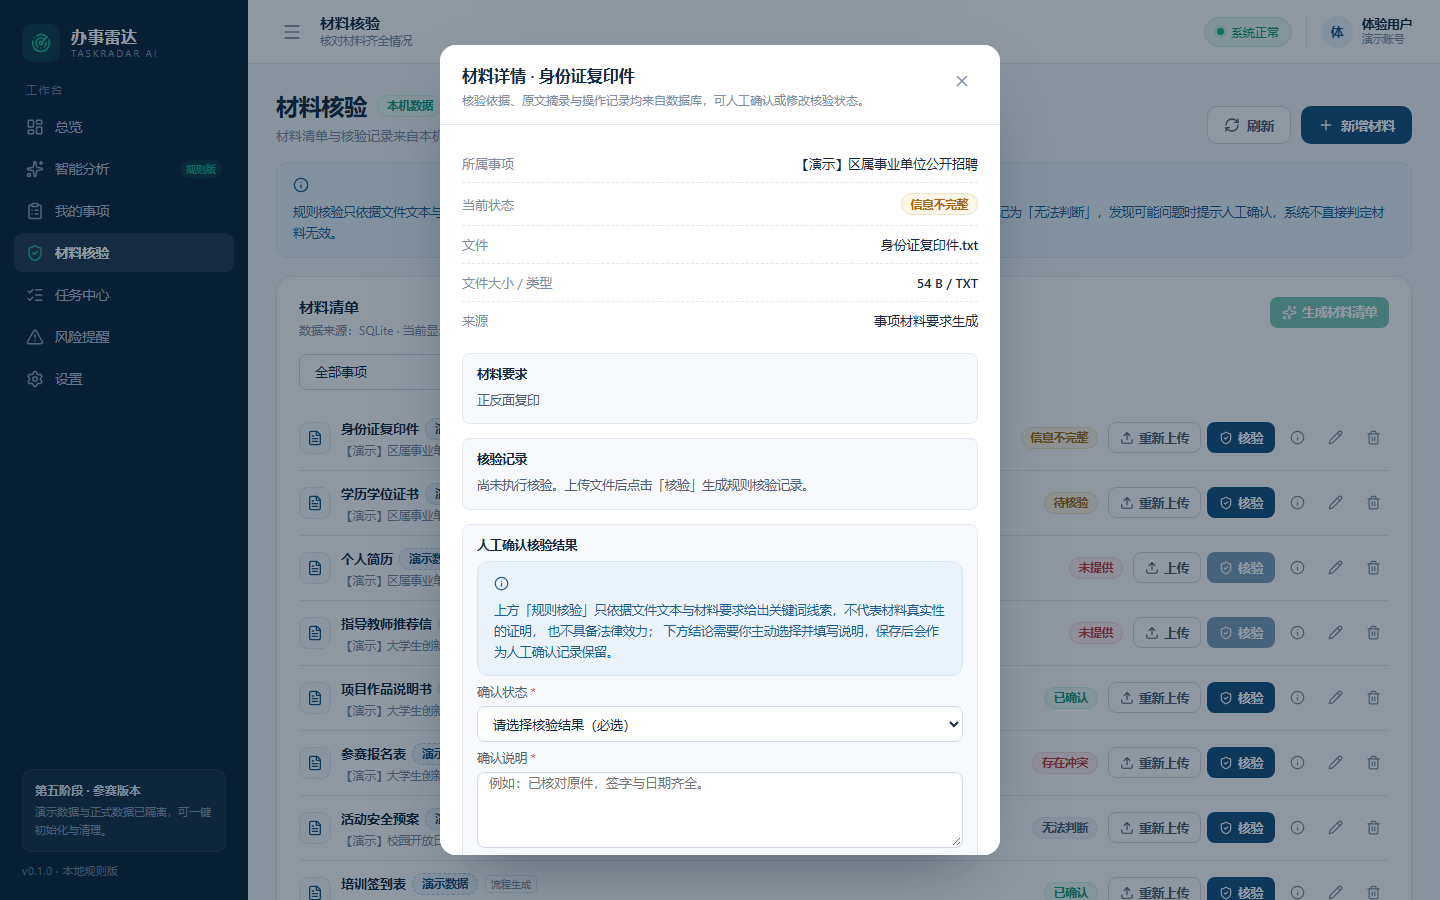 办事雷达
TASKRADAR AI
工作台
总览
智能分析
规则版
我的事项
材料核验
任务中心
风险提醒
设置
第五阶段 · 参赛版本
演示数据与正式数据已隔离，可一键
初始化与清理。
v0.1.0 · 本地规则版
材料核验
核对材料齐全情况
系统正常
体
体验用户
演示账号
材料核验
本机数据
材料清单与核验记录来自本机
刷新
新增材料
规则核验只依据文件文本与
记为「无法判断」，发现可能问题时提示人工确认，系统不直接判定材
料无效。
材料清单
数据来源：SQLite · 当前显
生成材料清单
全部事项
身份证复印件
【演示】区属事业单
信息不完整
重新上传
核验
学历学位证书
【演示】区属事业单
待核验
重新上传
核验
个人简历
演示数
【演示】区属事业单
未提供
上传
核验
指导教师推荐信
【演示】大学生创新
未提供
上传
核验
项目作品说明书
【演示】大学生创新
已确认
重新上传
核验
参赛报名表
演示
【演示】大学生创新
存在冲突
重新上传
核验
活动安全预案
【演示】校园开放日
无法判断
重新上传
核验
培训签到表
演示数据
流程生成
已确认
重新上传
核验
材料详情 · 身份证复印件
核验依据、原文摘录与操作记录均来自数据库，可人工确认或修改核验状态。
所属事项
【演示】区属事业单位公开招聘
当前状态
信息不完整
文件
身份证复印件.txt
文件大小 / 类型
54 B / TXT
来源
事项材料要求生成
材料要求
正反面复印
核验记录
尚未执行核验。上传文件后点击「核验」生成规则核验记录。
人工确认核验结果
上方「规则核验」只依据文件文本与材料要求给出关键词线索，不代表材料真实性
的证明， 也不具备法律效力； 下方结论需要你主动选择并填写说明，保存后会作
为人工确认记录保留。
确认状态 *
请选择核验结果（必选）
确认说明 *
例如：已核对原件，签字与日期齐全。